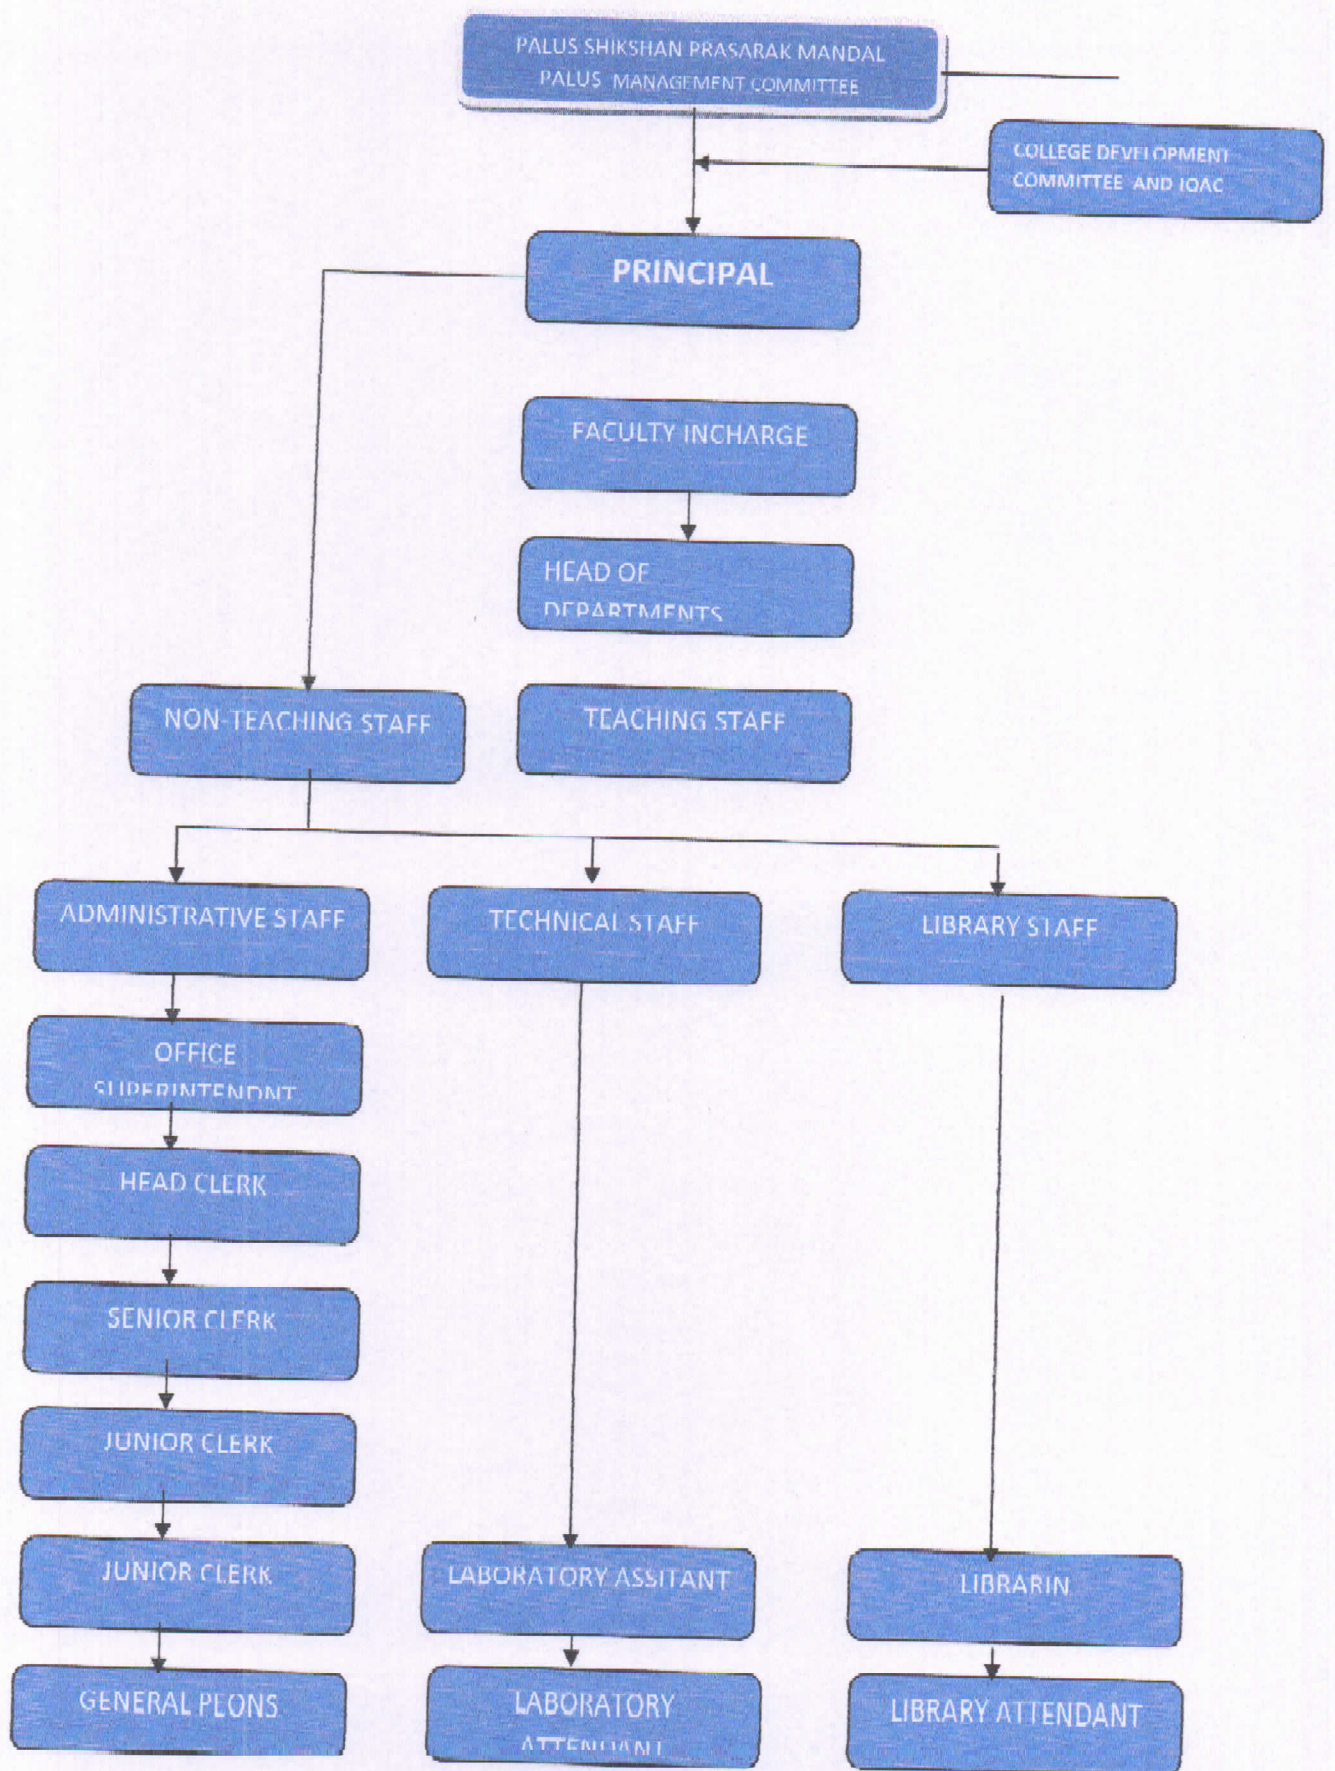 PALUS SHIKSHAN PRASARAK MANDAL
PALUS MANAGEMENT COMMITTEE
COLLEGE DEVELOPMENT
COMMITTEE AND IQAC
PRINCIPAL
FACULTY INCHARGE
HEAD OF
DEPARTMENTS
NON-TEACHING STAFF
TEACHING STAFF
ADMINISTRATIVE STAFF
TECHNICAL STAFF
LIBRARY STAFF
OFFICE
SUPERINTENDNT
HEAD CLERK
SENIOR CLERK
JUNIOR CLERK
JUNIOR CLERK
LABORATORY ASSITANT
LIBRARIN
GENERAL PEONS
LABORATORY
ATTENDANT
LIBRARY ATTENDANT